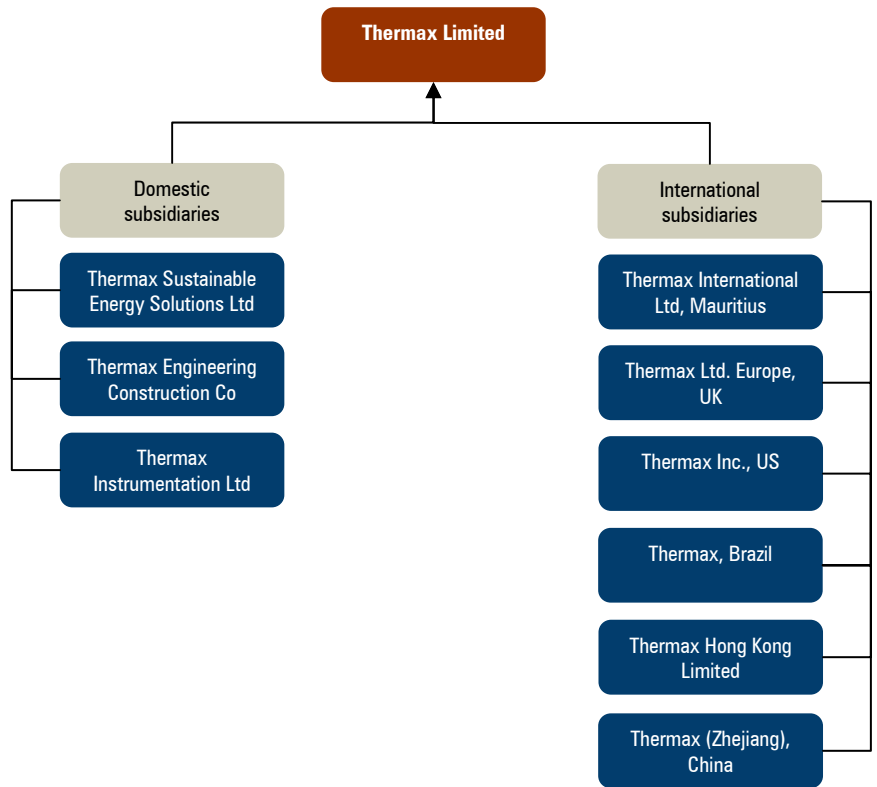 Thermax Limited
Domestic
subsidiaries
Thermax Sustainable
Energy Solutions Ltd
Thermax Engineering
Construction Co
Thermax
Instrumentation Ltd
International
subsidiaries
Thermax International
Ltd, Mauritius
Thermax Ltd. Europe,
UK
Thermax Inc., US
Thermax, Brazil
Thermax Hong Kong
Limited
Thermax (Zhejiang),
China